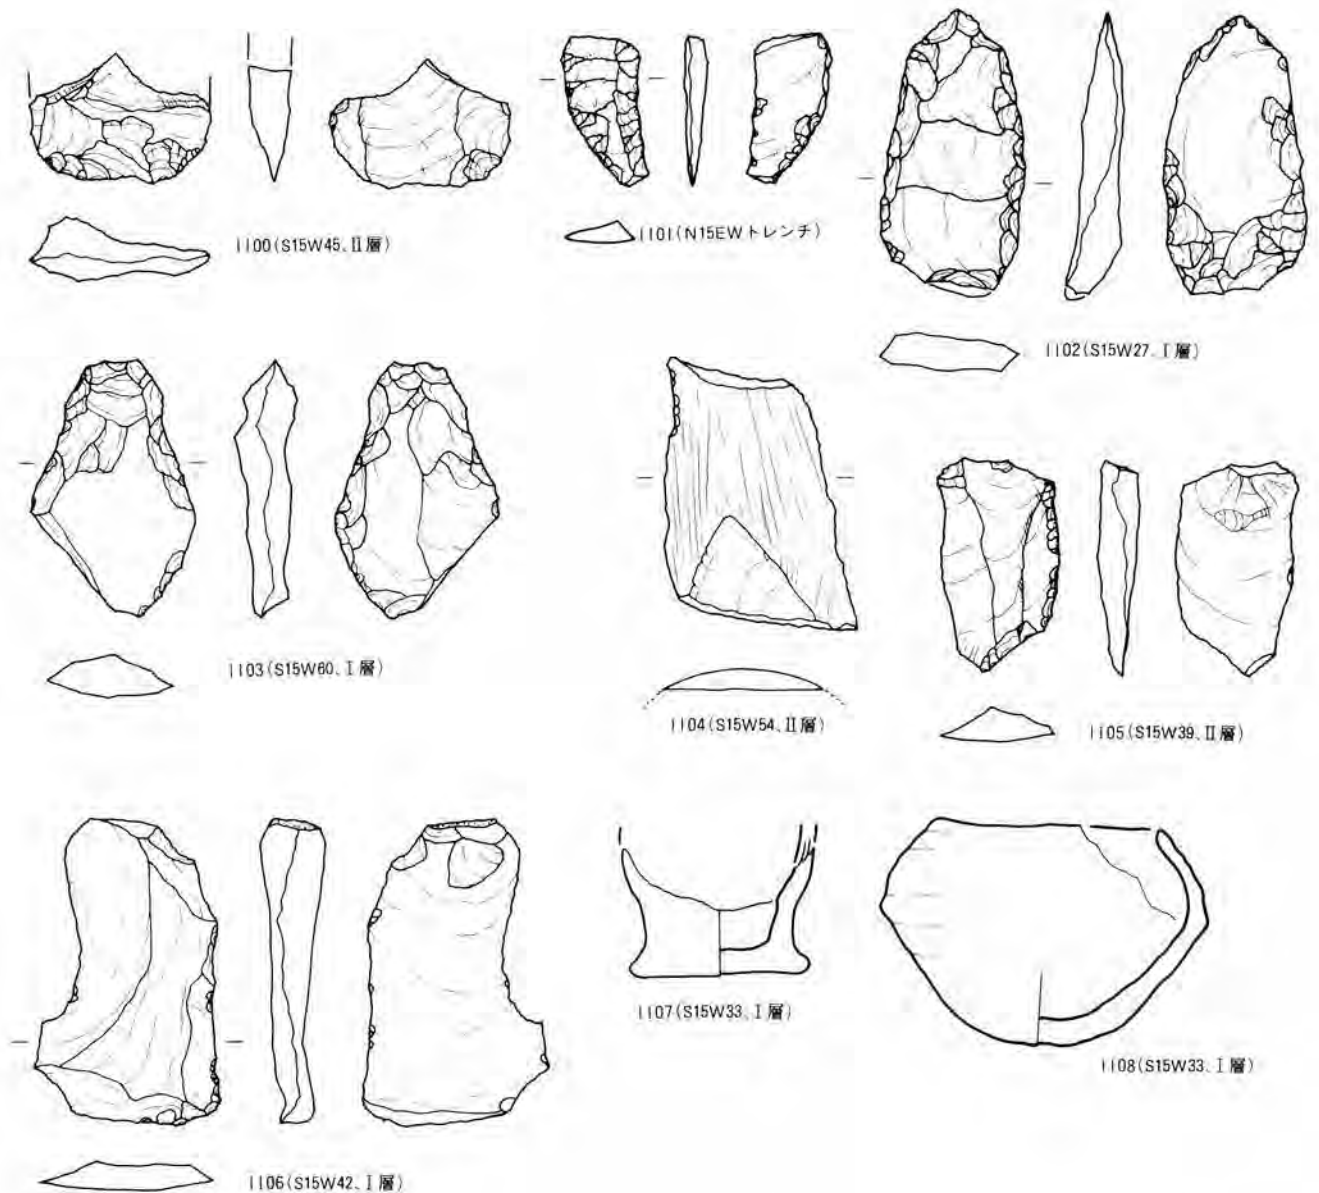 1100(S15W45、II層)
1101(N15EWトレンチ)
1102(S15W27、I層)
1103(S15W60、I層)
1104(S15W54、II層)
1105(S15W39、II層)
1106(S15W42、I層)
1107(S15W33、I層)
1108(S15W33、I層)